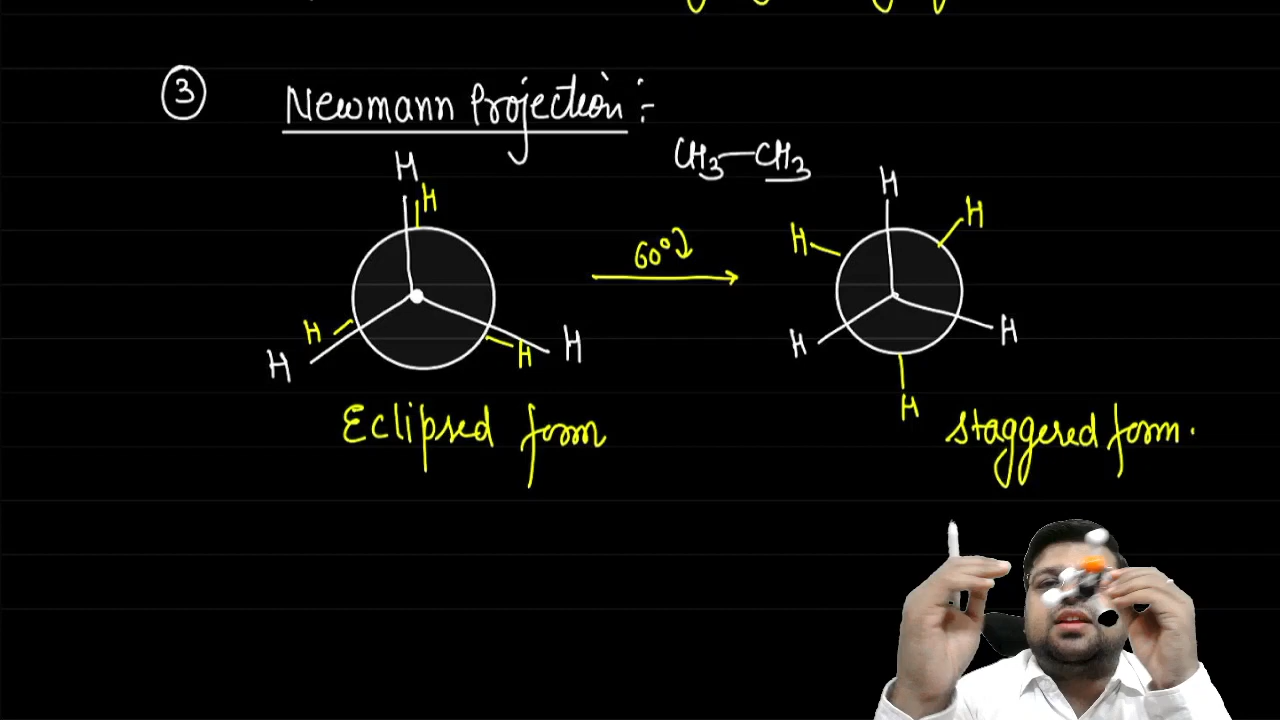 ③ Newmann Projection :-
CH3—CH3
H
H
H
H
H
H
60°
H
H
H
H
H
H
Eclipsed form
Staggered form.